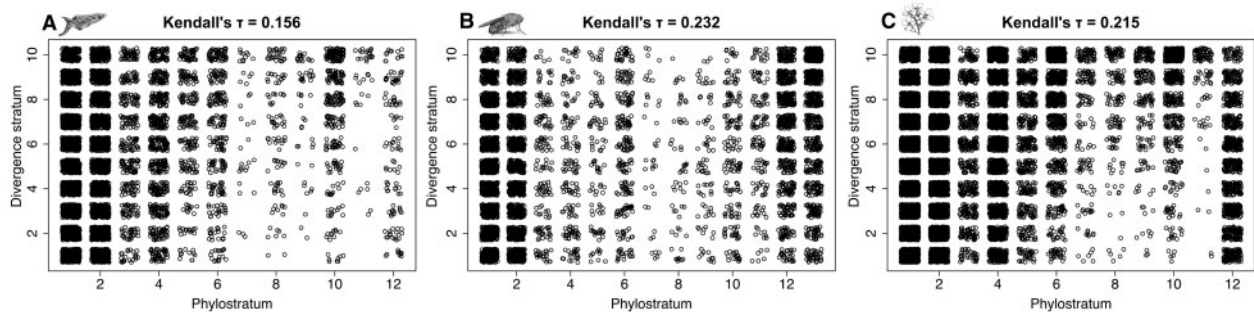 A Kendall's τ = 0.156
Divergence stratum
10
8
6
4
2
2 4 6 8 10 12
Phylostratum
B Kendall's τ = 0.232
Divergence stratum
10
8
6
4
2
2 4 6 8 10 12
Phylostratum
C Kendall's τ = 0.215
Divergence stratum
10
8
6
4
2
2 4 6 8 10 12
Phylostratum